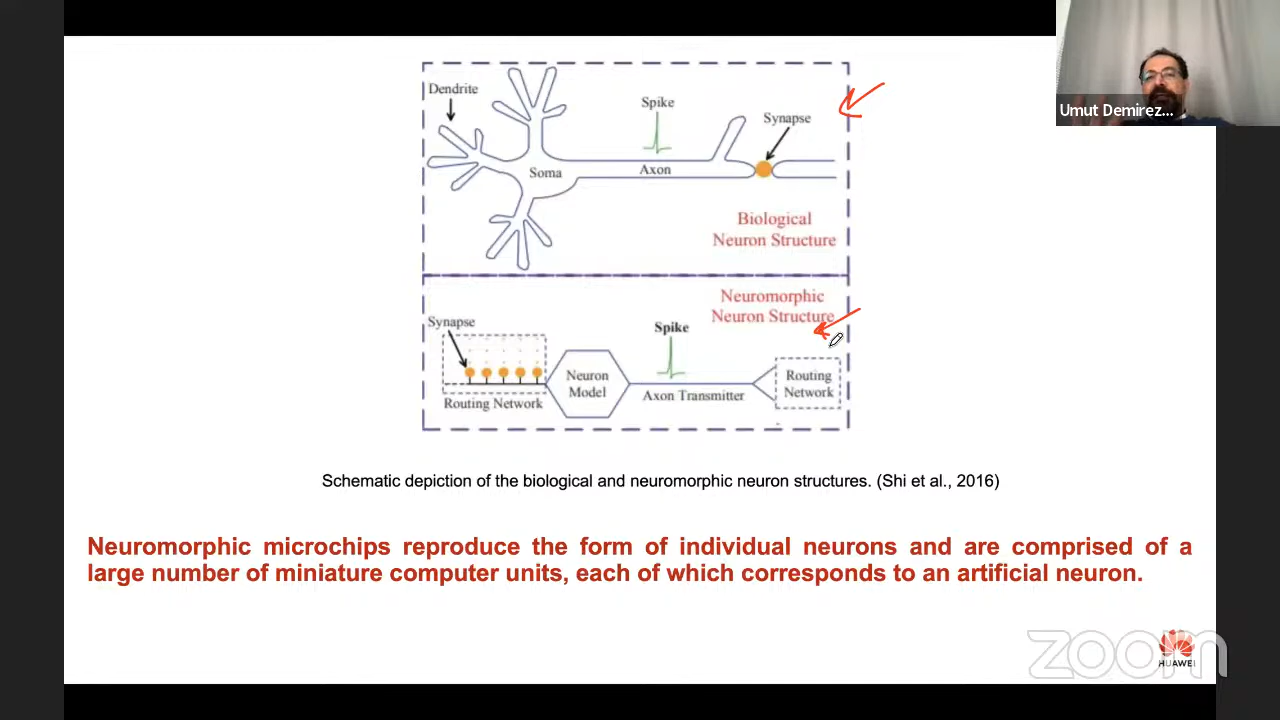 Dendrite
Spike
Synapse
Umut Demirez...
Soma
Axon
Biological
Neuron Structure
Neuromorphic
Neuron Structure
Synapse
Spike
Neuron
Model
Routing
Network
Routing Network
Axon Transmitter
Schematic depiction of the biological and neuromorphic neuron structures. (Shi et al., 2016)
Neuromorphic microchips reproduce the form of individual neurons and are comprised of a
large number of miniature computer units, each of which corresponds to an artificial neuron.
zoom
HUAWEI